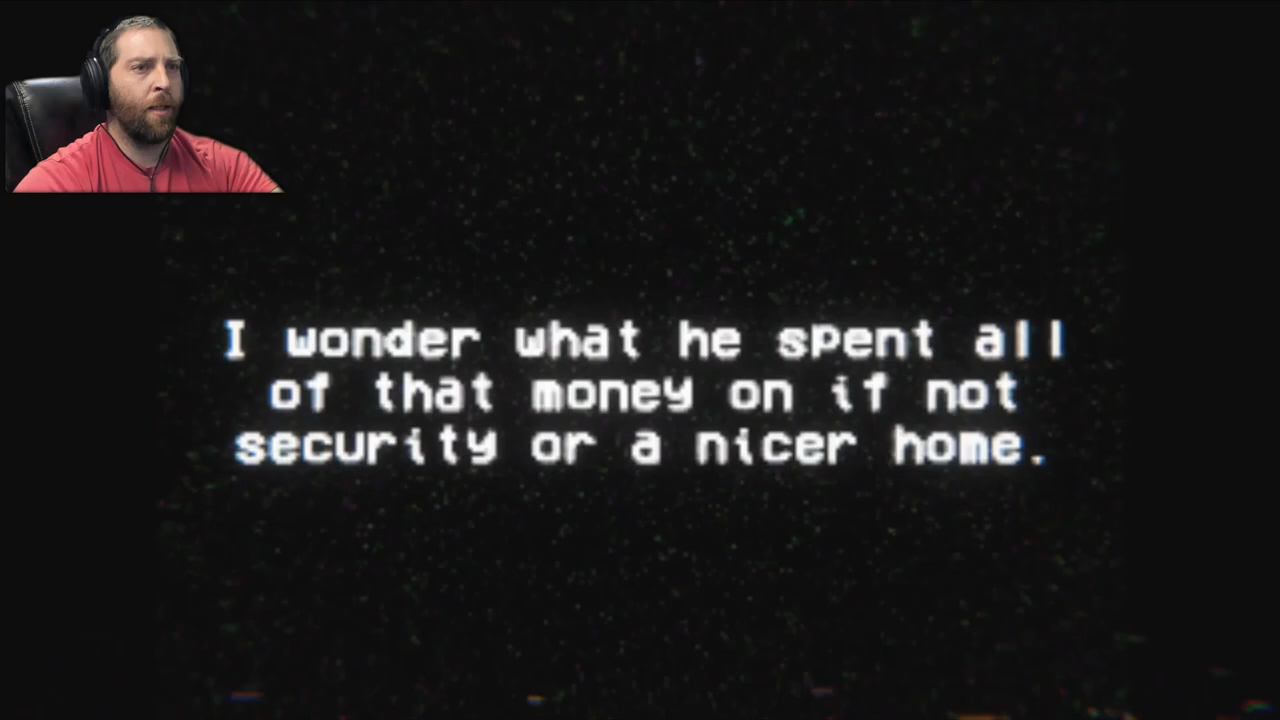 I wonder what he spent all
of that money on if not
security or a nicer home.